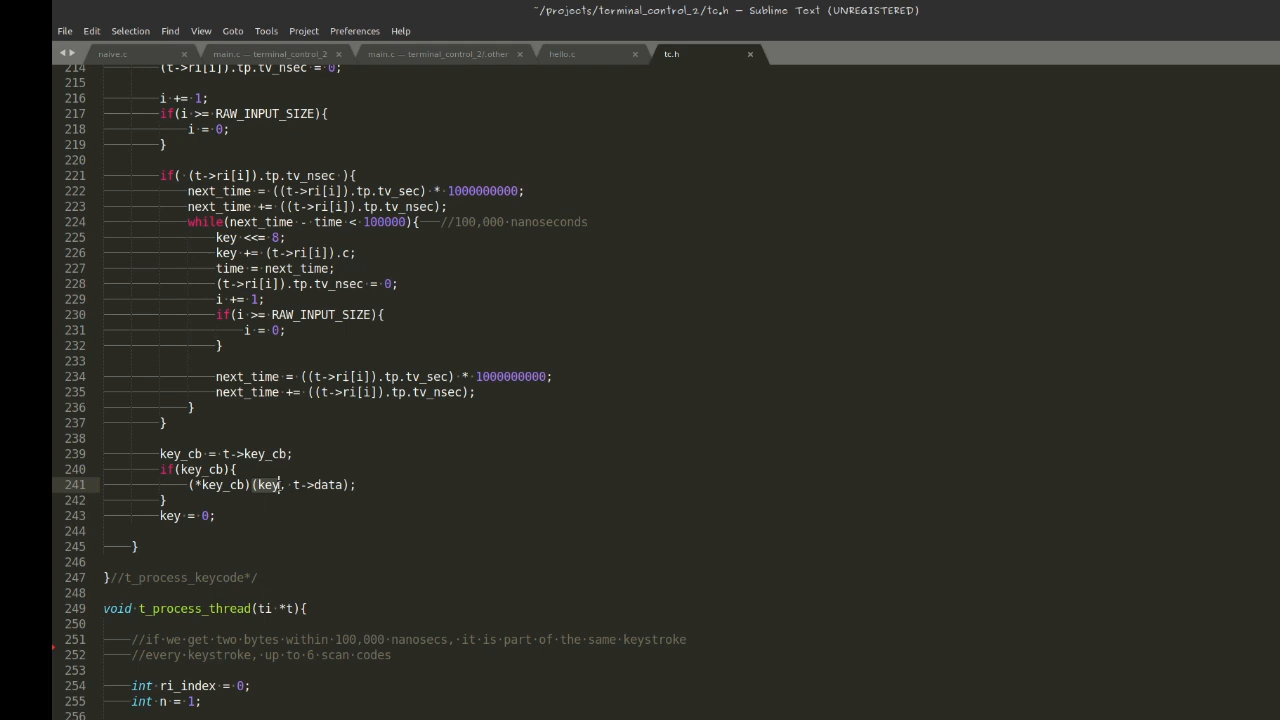 ~/projects/terminal_control_2/tc.h — Sublime Text (UNREGISTERED)
File Edit Selection Find View Goto Tools Project Preferences Help
naive.c × main.c — terminal_control_2 × main.c — terminal_control_2/.other × hello.c × tc.h ×
214 (t->ri[i]).tp.tv_nsec = 0;
215
216 i += 1;
217 if(i >= RAW_INPUT_SIZE){
218 i = 0;
219 }
220
221 if( (t->ri[i]).tp.tv_nsec ){
222 next_time = ((t->ri[i]).tp.tv_sec) * 1000000000;
223 next_time += ((t->ri[i]).tp.tv_nsec);
224 while(next_time - time < 100000){ //100,000 nanoseconds
225 key <<= 8;
226 key += (t->ri[i]).c;
227 time = next_time;
228 (t->ri[i]).tp.tv_nsec = 0;
229 i += 1;
230 if(i >= RAW_INPUT_SIZE){
231 i = 0;
232 }
233
234 next_time = ((t->ri[i]).tp.tv_sec) * 1000000000;
235 next_time += ((t->ri[i]).tp.tv_nsec);
236 }
237 }
238
239 key_cb = t->key_cb;
240 if(key_cb){
241 (*key_cb)(key, t->data);
242 }
243 key = 0;
244
245 }
246
247 }//t_process_keycode*/
248
249 void t_process_thread(ti *t){
250
251 //if we get two bytes within 100,000 nanosecs, it is part of the same keystroke
252 //every keystroke, up to 6 scan codes
253
254 int ri_index = 0;
255 int n = 1;
256